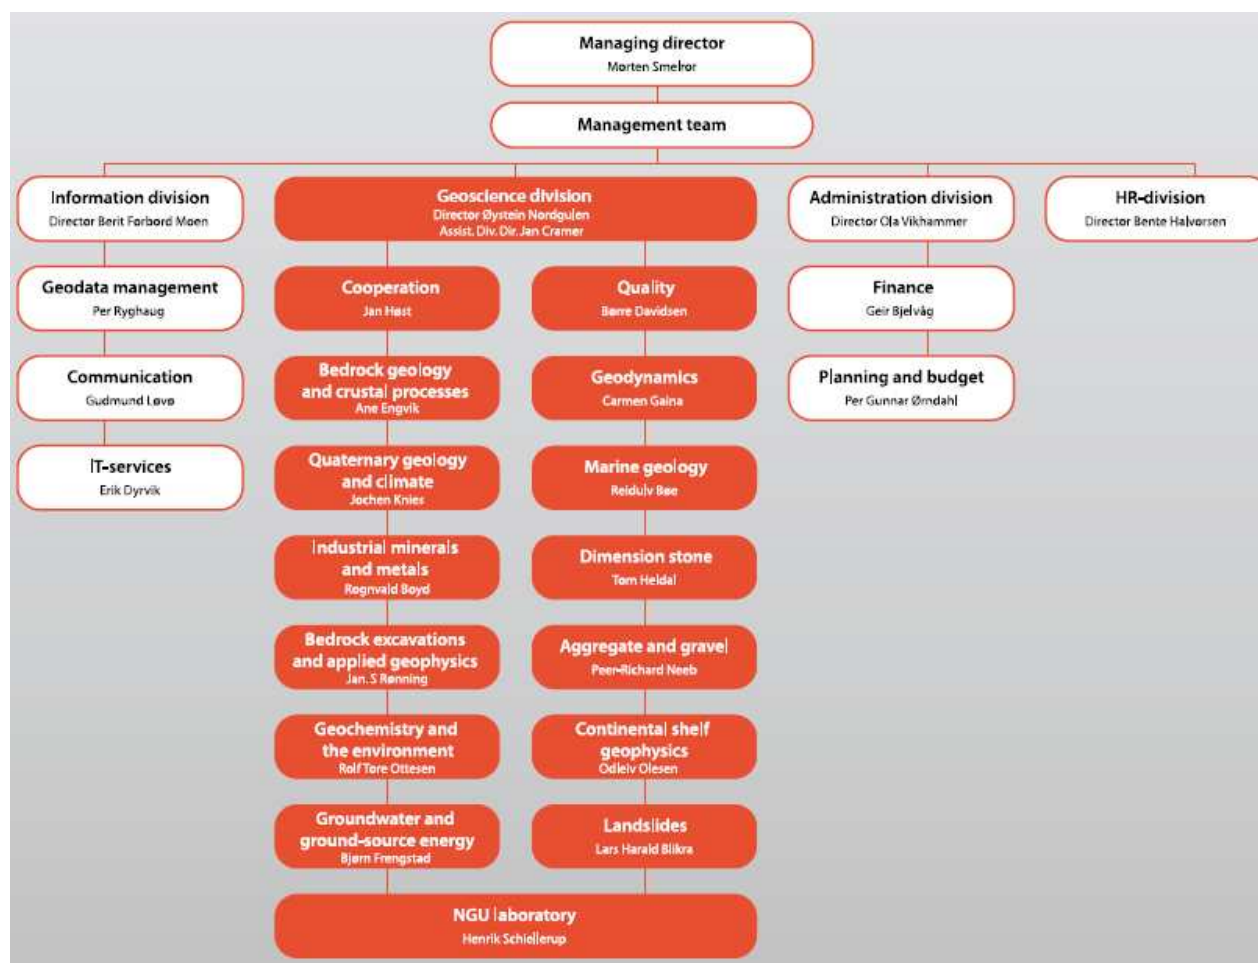 Managing director
Morten Smelror
Management team
Information division
Director Berit Forbord Moen
Geoscience division
Director Øystein Nordgulen
Assist. Div. Dir. Jan Cramer
Administration division
Director Ola Vikhammer
HR-division
Director Bente Halvorsen
Geodata management
Per Ryghaug
Cooperation
Jan Høst
Quality
Børre Davidsen
Finance
Geir Bjelvåg
Communication
Gudmund Løvø
Bedrock geology
and crustal processes
Ane Engvik
Geodynamics
Carmen Gaina
Planning and budget
Per Gunnar Ørndahl
IT-services
Erik Dyrvik
Quaternary geology
and climate
Jochen Knies
Marine geology
Reidulv Bøe
Industrial minerals
and metals
Rognvald Boyd
Dimension stone
Tom Heldal
Bedrock excavations
and applied geophysics
Jan. S Rønning
Aggregate and gravel
Peer-Richard Neeb
Geochemistry and
the environment
Rolf Tore Ottesen
Continental shelf
geophysics
Odleiv Olesen
Groundwater and
ground-source energy
Bjørn Frengstad
Landslides
Lars Harald Blikra
NGU laboratory
Henrik Schiellerup